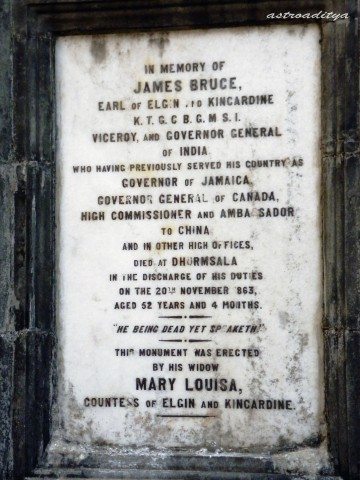 astroaditya
IN MEMORY OF
JAMES BRUCE,
EARL OF ELGIN AND KINCARDINE
K.T.G.C.B.G.M.S.I.
VICEROY, AND GOVERNOR GENERAL
OF INDIA
WHO HAVING PREVIOUSLY SERVED HIS COUNTRY AS
GOVERNOR OF JAMAICA,
GOVERNOR GENERAL OF CANADA,
HIGH COMMISSIONER AND AMBASSADOR
TO CHINA
AND IN OTHER HIGH OFFICES,
DIED AT DHURMSALA
IN THE DISCHARGE OF HIS DUTIES
ON THE 20TH NOVEMBER 1863,
AGED 52 YEARS AND 4 MONTHS.
"HE BEING DEAD YET SPEAKETH"
THIS MONUMENT WAS ERECTED
BY HIS WIDOW
MARY LOUISA,
COUNTESS OF ELGIN AND KINCARDINE.